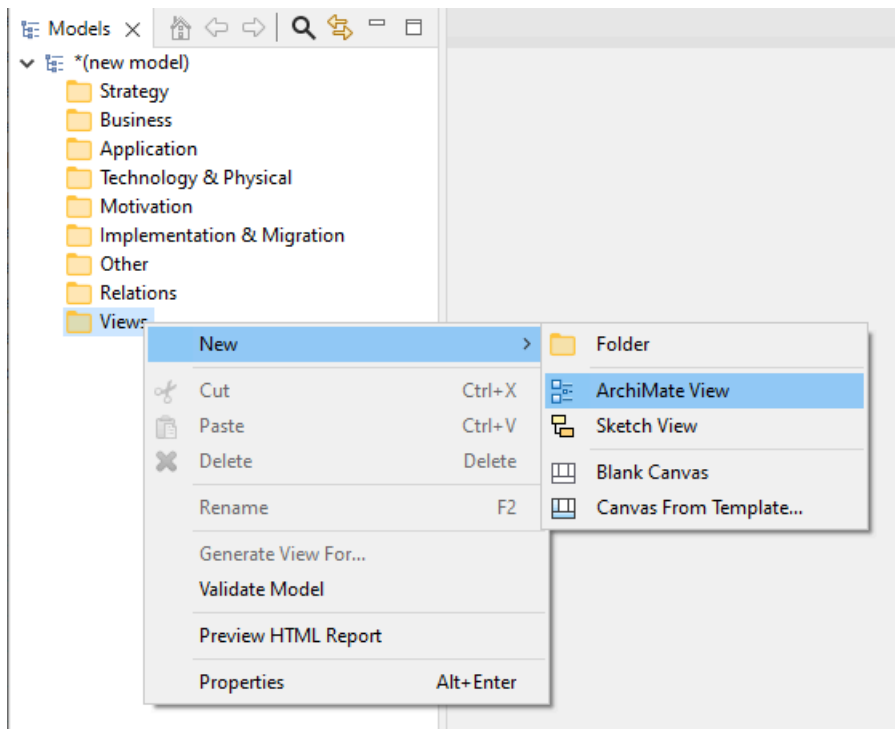 Models
*(new model)
Strategy
Business
Application
Technology & Physical
Motivation
Implementation & Migration
Other
Relations
Views
New
Cut Ctrl+X
Paste Ctrl+V
Delete Delete
Rename F2
Generate View For...
Validate Model
Preview HTML Report
Properties Alt+Enter
Folder
ArchiMate View
Sketch View
Blank Canvas
Canvas From Template...